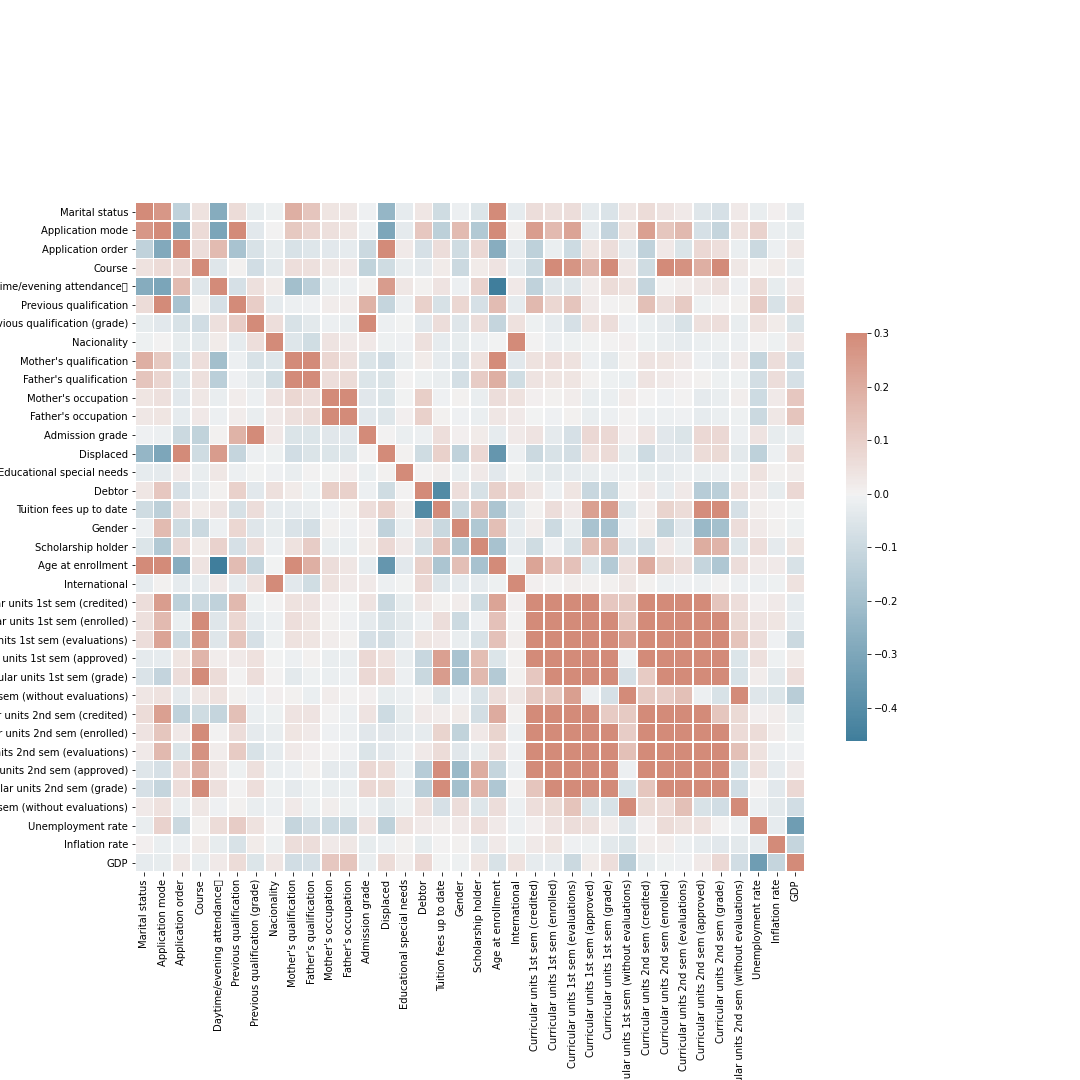 Marital status
Application mode
Application order
Course
ime/evening attendance▯
Previous qualification
vious qualification (grade)
Nacionality
Mother's qualification
Father's qualification
Mother's occupation
Father's occupation
Admission grade
Displaced
Educational special needs
Debtor
Tuition fees up to date
Gender
Scholarship holder
Age at enrollment
International
ar units 1st sem (credited)
ar units 1st sem (enrolled)
nits 1st sem (evaluations)
units 1st sem (approved)
cular units 1st sem (grade)
sem (without evaluations)
r units 2nd sem (credited)
r units 2nd sem (enrolled)
its 2nd sem (evaluations)
units 2nd sem (approved)
ular units 2nd sem (grade)
sem (without evaluations)
Unemployment rate
Inflation rate
GDP
0.3
0.2
0.1
0.0
−0.1
−0.2
−0.3
−0.4
Marital status
Application mode
Application order
Course
Daytime/evening attendance▯
Previous qualification
Previous qualification (grade)
Nacionality
Mother's qualification
Father's qualification
Mother's occupation
Father's occupation
Admission grade
Displaced
Educational special needs
Debtor
Tuition fees up to date
Gender
Scholarship holder
Age at enrollment
International
Curricular units 1st sem (credited)
Curricular units 1st sem (enrolled)
Curricular units 1st sem (evaluations)
Curricular units 1st sem (approved)
Curricular units 1st sem (grade)
ular units 1st sem (without evaluations)
Curricular units 2nd sem (credited)
Curricular units 2nd sem (enrolled)
Curricular units 2nd sem (evaluations)
Curricular units 2nd sem (approved)
Curricular units 2nd sem (grade)
ular units 2nd sem (without evaluations)
Unemployment rate
Inflation rate
GDP